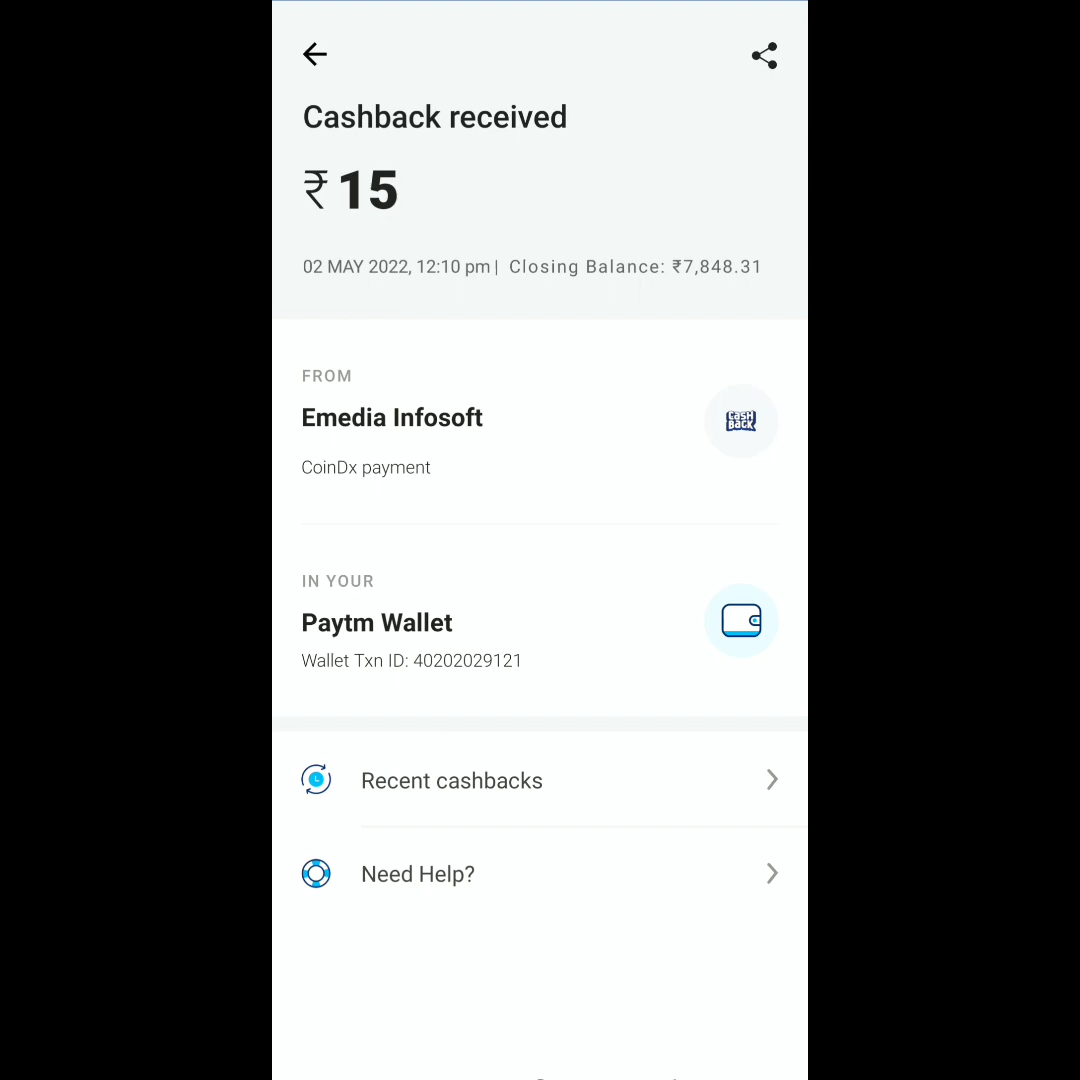 Cashback received
₹ 15
02 MAY 2022, 12:10 pm | Closing Balance: ₹7,848.31
FROM
Emedia Infosoft
CASH
BACK
CoinDx payment
IN YOUR
Paytm Wallet
Wallet Txn ID: 40202029121
Recent cashbacks
Need Help?